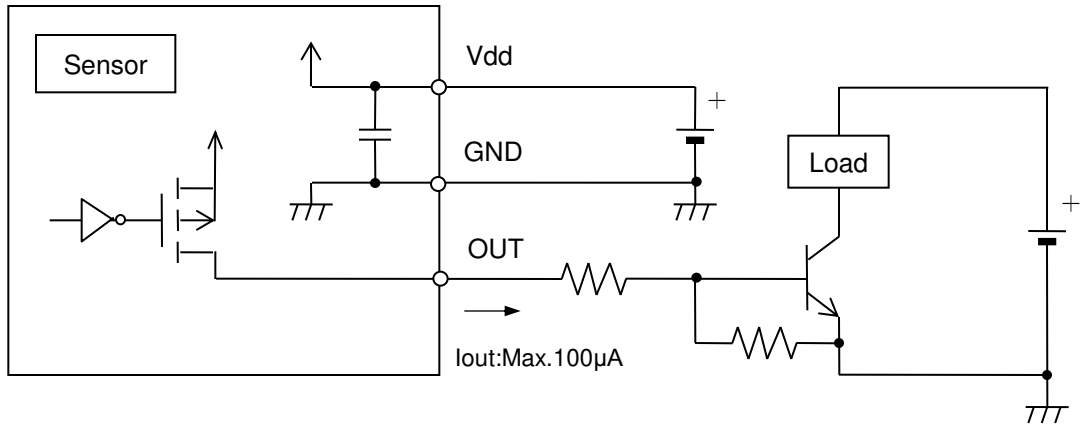 Sensor
Vdd
+
GND
Load
+
OUT
Iout:Max.100µA